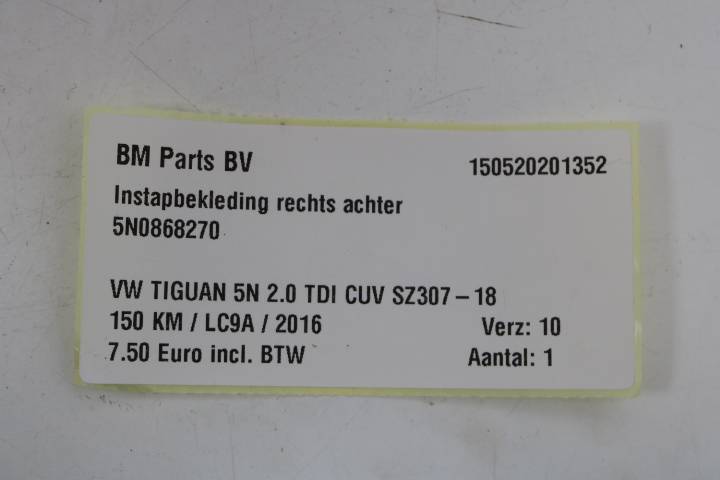 BM Parts BV 150520201352
Instapbekleding rechts achter
5N0868270
VW TIGUAN 5N 2.0 TDI CUV SZ307 – 18
150 KM / LC9A / 2016 Verz: 10
7.50 Euro incl. BTW Aantal: 1